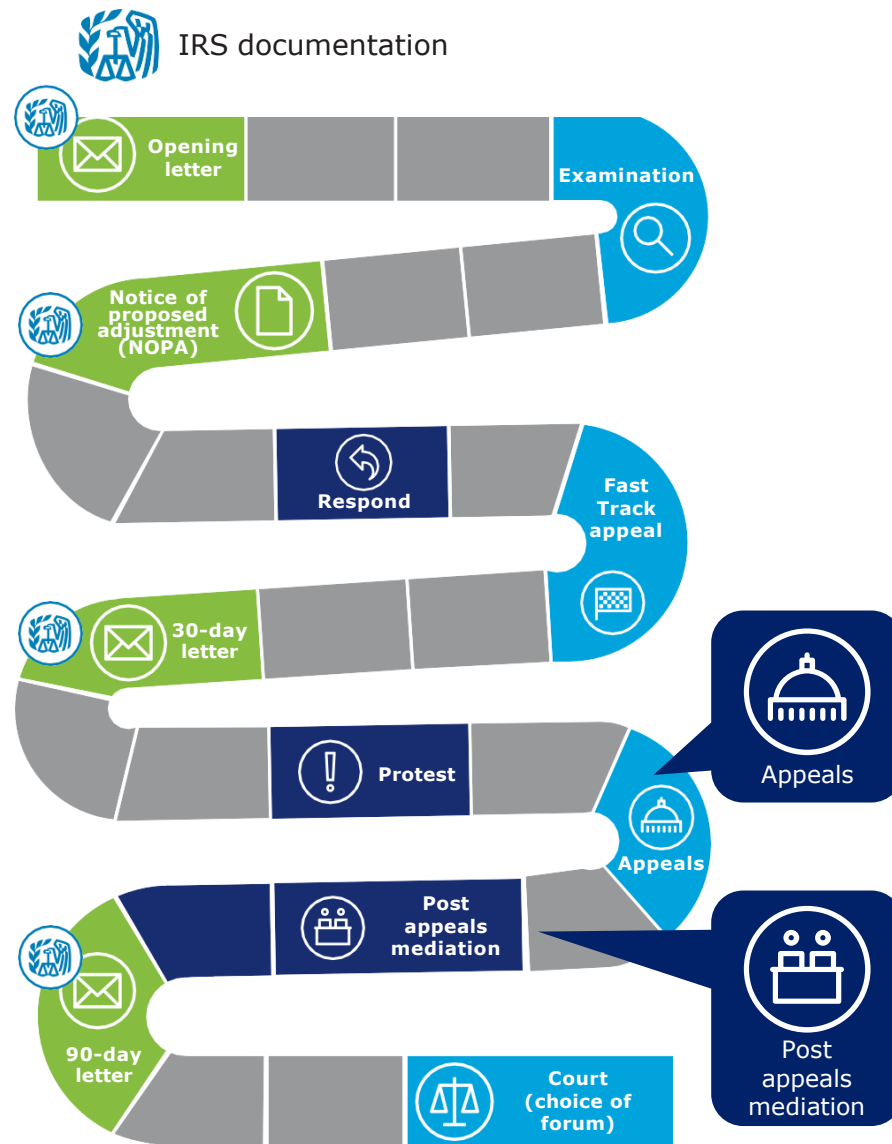 IRS documentation
Opening
letter
Examination
Notice of
proposed
adjustment
(NOPA)
Respond
Fast
Track
appeal
30-day
letter
Appeals
Protest
Appeals
Post
appeals
mediation
Post
appeals
mediation
90-day
letter
Court
(choice of
forum)